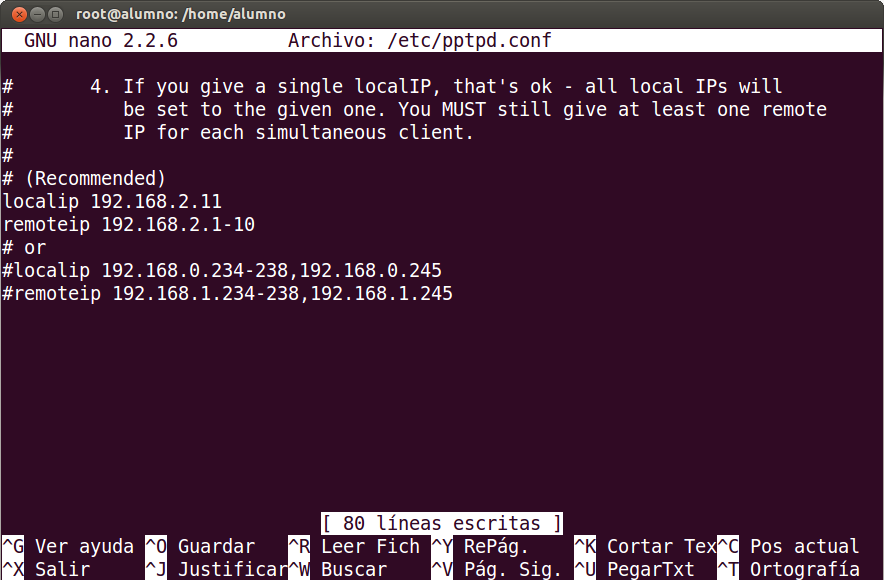 root@alumno: /home/alumno
GNU nano 2.2.6 Archivo: /etc/pptpd.conf
# 4. If you give a single localIP, that's ok - all local IPs will
# be set to the given one. You MUST still give at least one remote
# IP for each simultaneous client.
#
# (Recommended)
localip 192.168.2.11
remoteip 192.168.2.1-10
# or
#localip 192.168.0.234-238,192.168.0.245
#remoteip 192.168.1.234-238,192.168.1.245
[ 80 líneas escritas ]
^G Ver ayuda ^O Guardar ^R Leer Fich ^Y RePág. ^K Cortar Tex ^C Pos actual
^X Salir ^J Justificar ^W Buscar ^V Pág. Sig. ^U PegarTxt ^T Ortografía